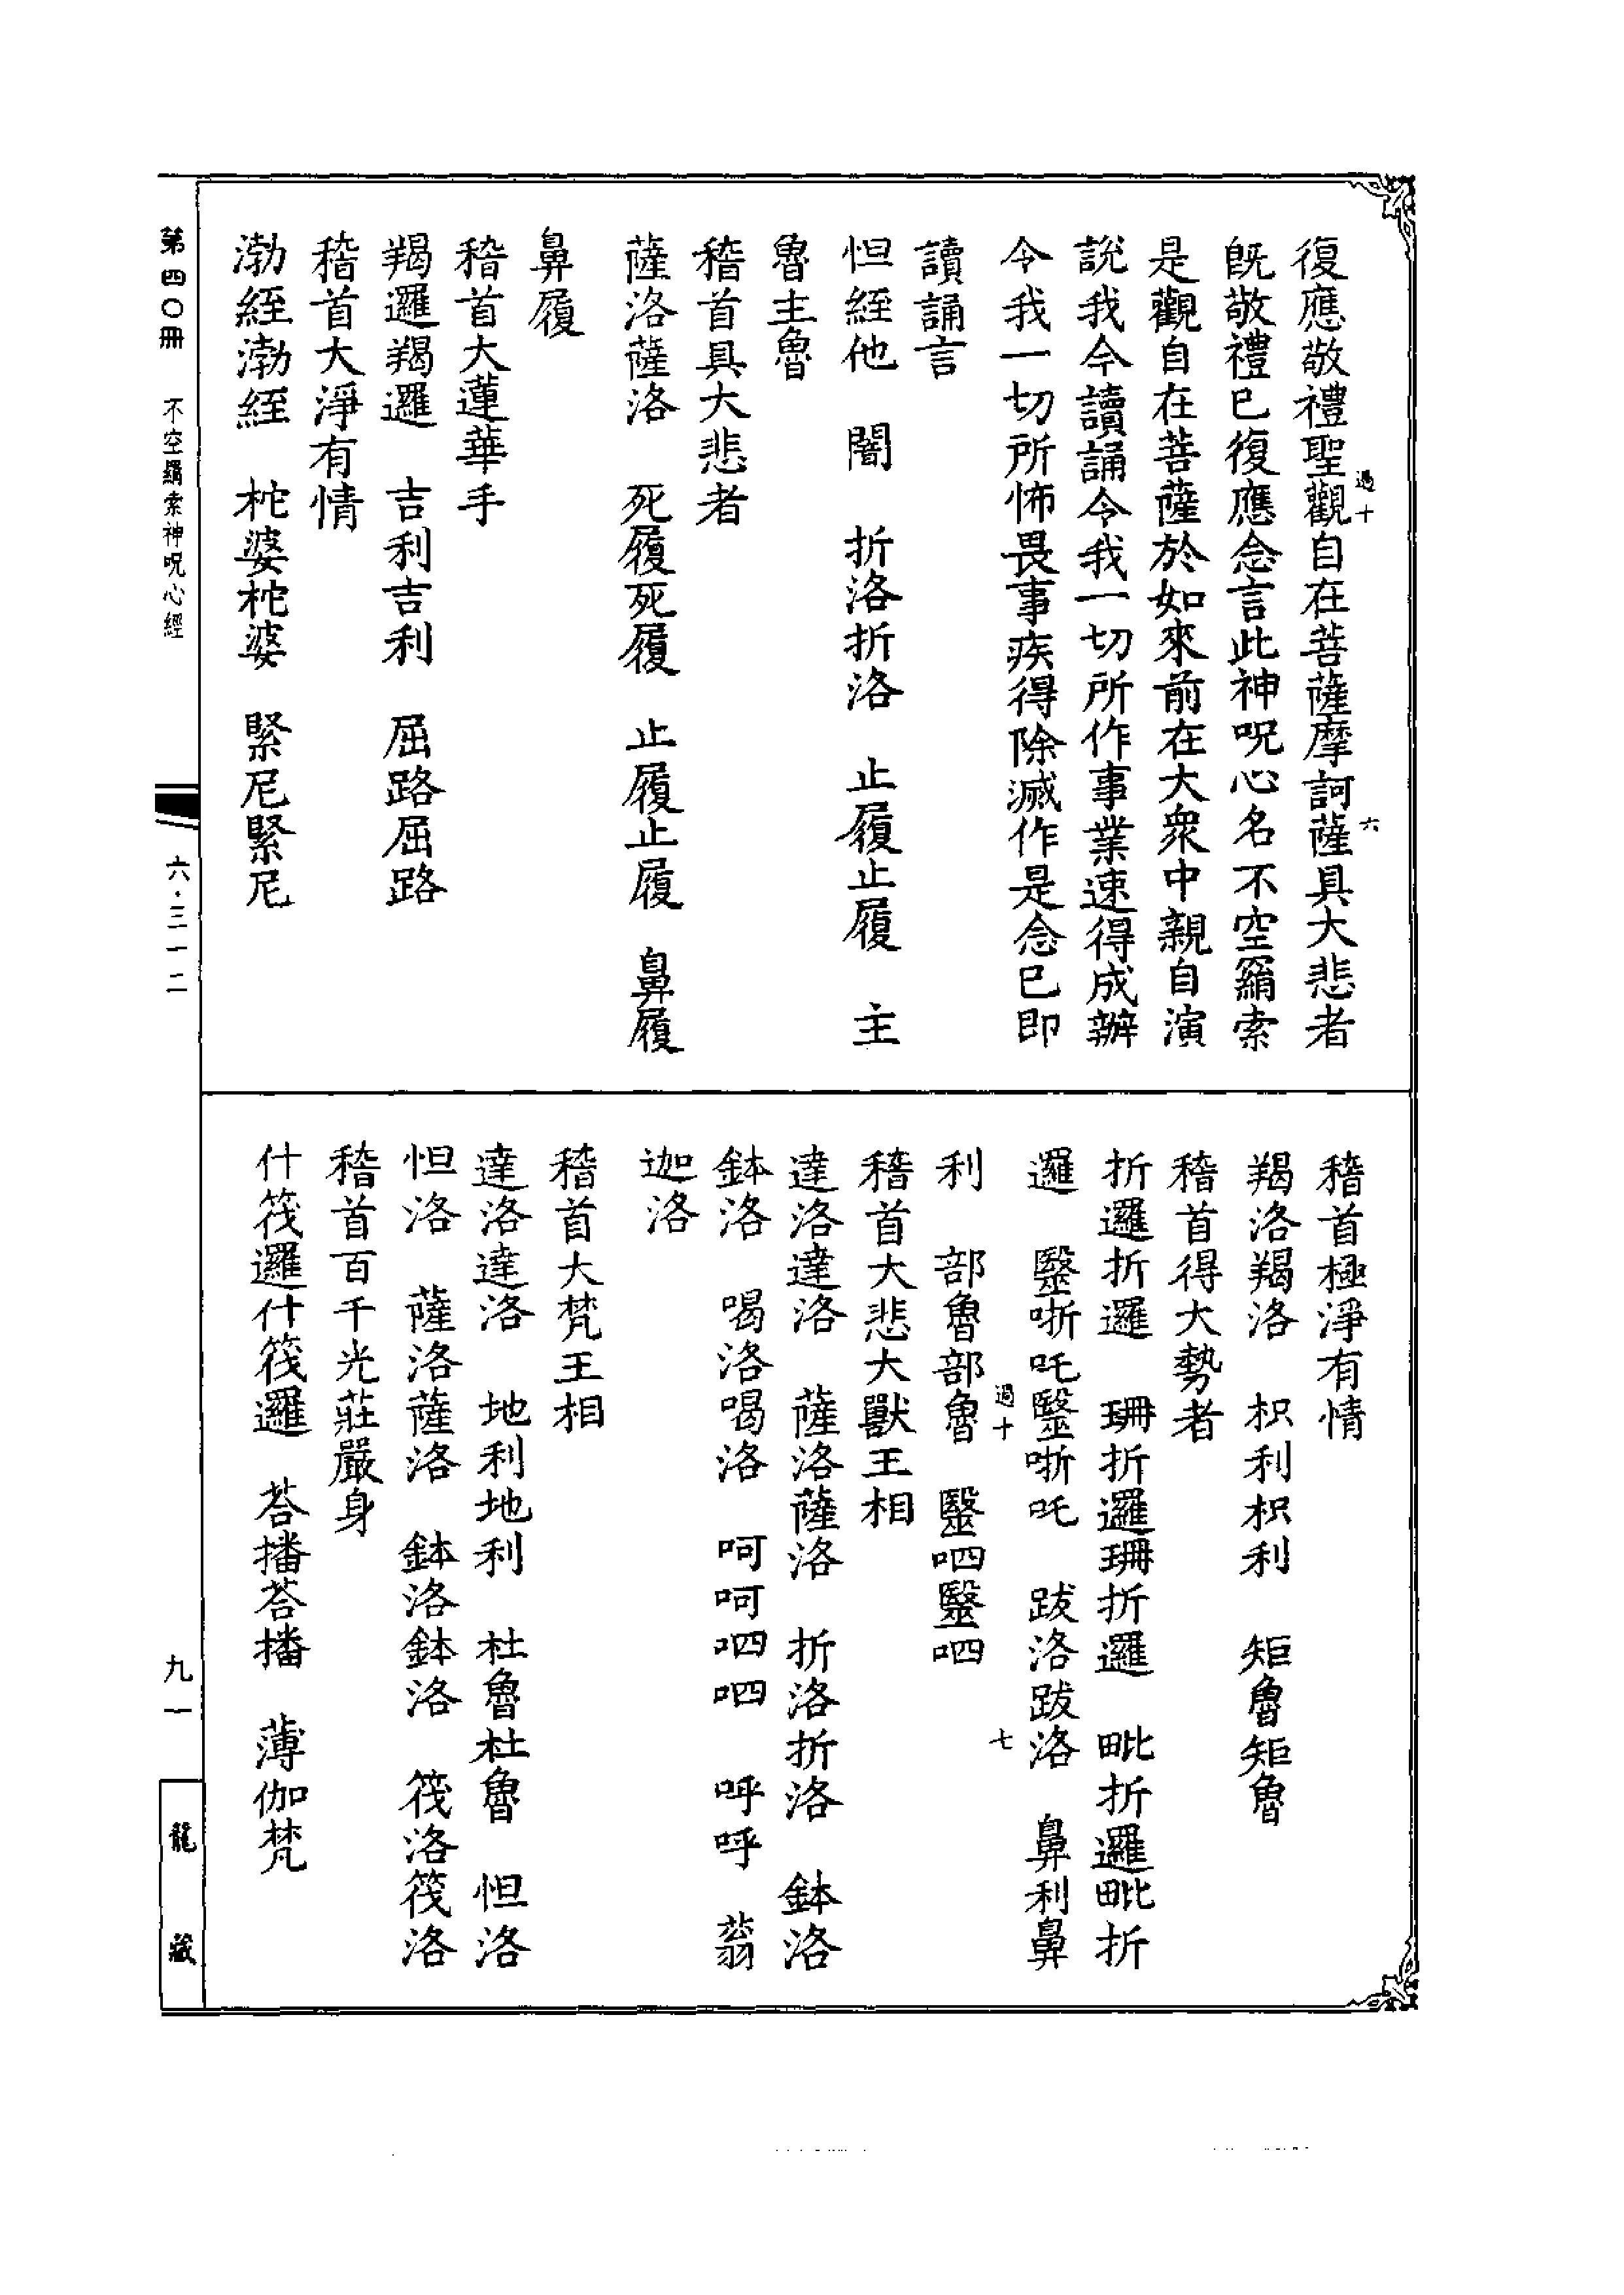 復應敬禮聖觀自在菩薩摩訶薩具大悲者
旣敬禮已復應念言此神呪心名不空羂索
是觀自在菩薩於如來前在大衆中親自演
說我今讀誦令我一切所作事業速得成辦
令我一切所怖畏事疾得除滅作是念已即
讀誦言
怛絰他　闇　折洛折洛　止履止履　主
魯主魯
稽首具大悲者
薩洛薩洛　死履死履　止履止履　鼻履
鼻履
稽首大蓮華手
羯邏羯邏　吉利吉利　屈路屈路
稽首大淨有情
渤絰渤絰　柁婆柁婆　緊尼緊尼
稽首極淨有情
羯洛羯洛　枳利枳利　矩魯矩魯
稽首得大勢者
折邏折邏　珊折邏珊折邏　毗折邏毗折
邏　毉哳吒毉哳吒　跋洛跋洛　鼻利鼻
利　部魯部魯　毉呬毉呬
稽首大悲大獸王相
達洛達洛　薩洛薩洛　折洛折洛　鉢洛
鉢洛　喝洛喝洛　呵呵呬呬　呼呼　蓊
迦洛
稽首大梵王相
達洛達洛　地利地利　杜魯杜魯　怛洛
怛洛　薩洛薩洛　鉢洛鉢洛　筏洛筏洛
稽首百千光莊嚴身
什筏邏什筏邏　荅播荅播　薄伽梵
過十　六
過十　七
第四〇冊　不空羂索神呪心經
六·三一二
九一
龍藏